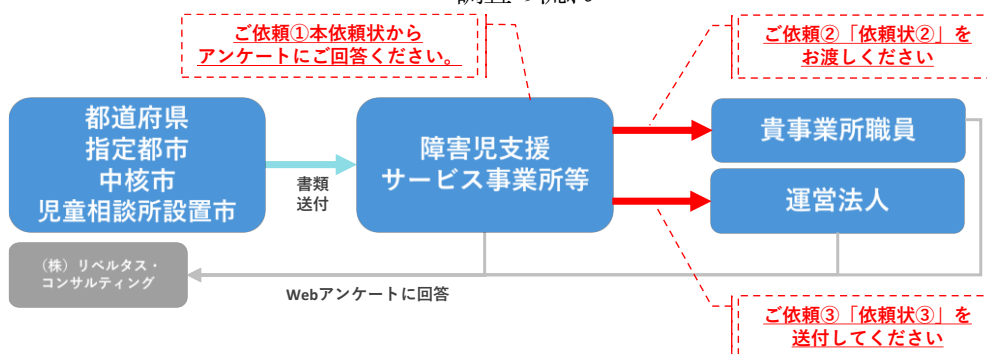 ご依頼①本依頼状から
アンケートにご回答ください。
ご依頼②「依頼状②」を
お渡しください
都道府県
指定都市
中核市
児童相談所設置市
書類
送付
障害児支援
サービス事業所等
貴事業所職員
運営法人
（株）リベルタス・
コンサルティング
Webアンケートに回答
ご依頼③「依頼状③」を
送付してください